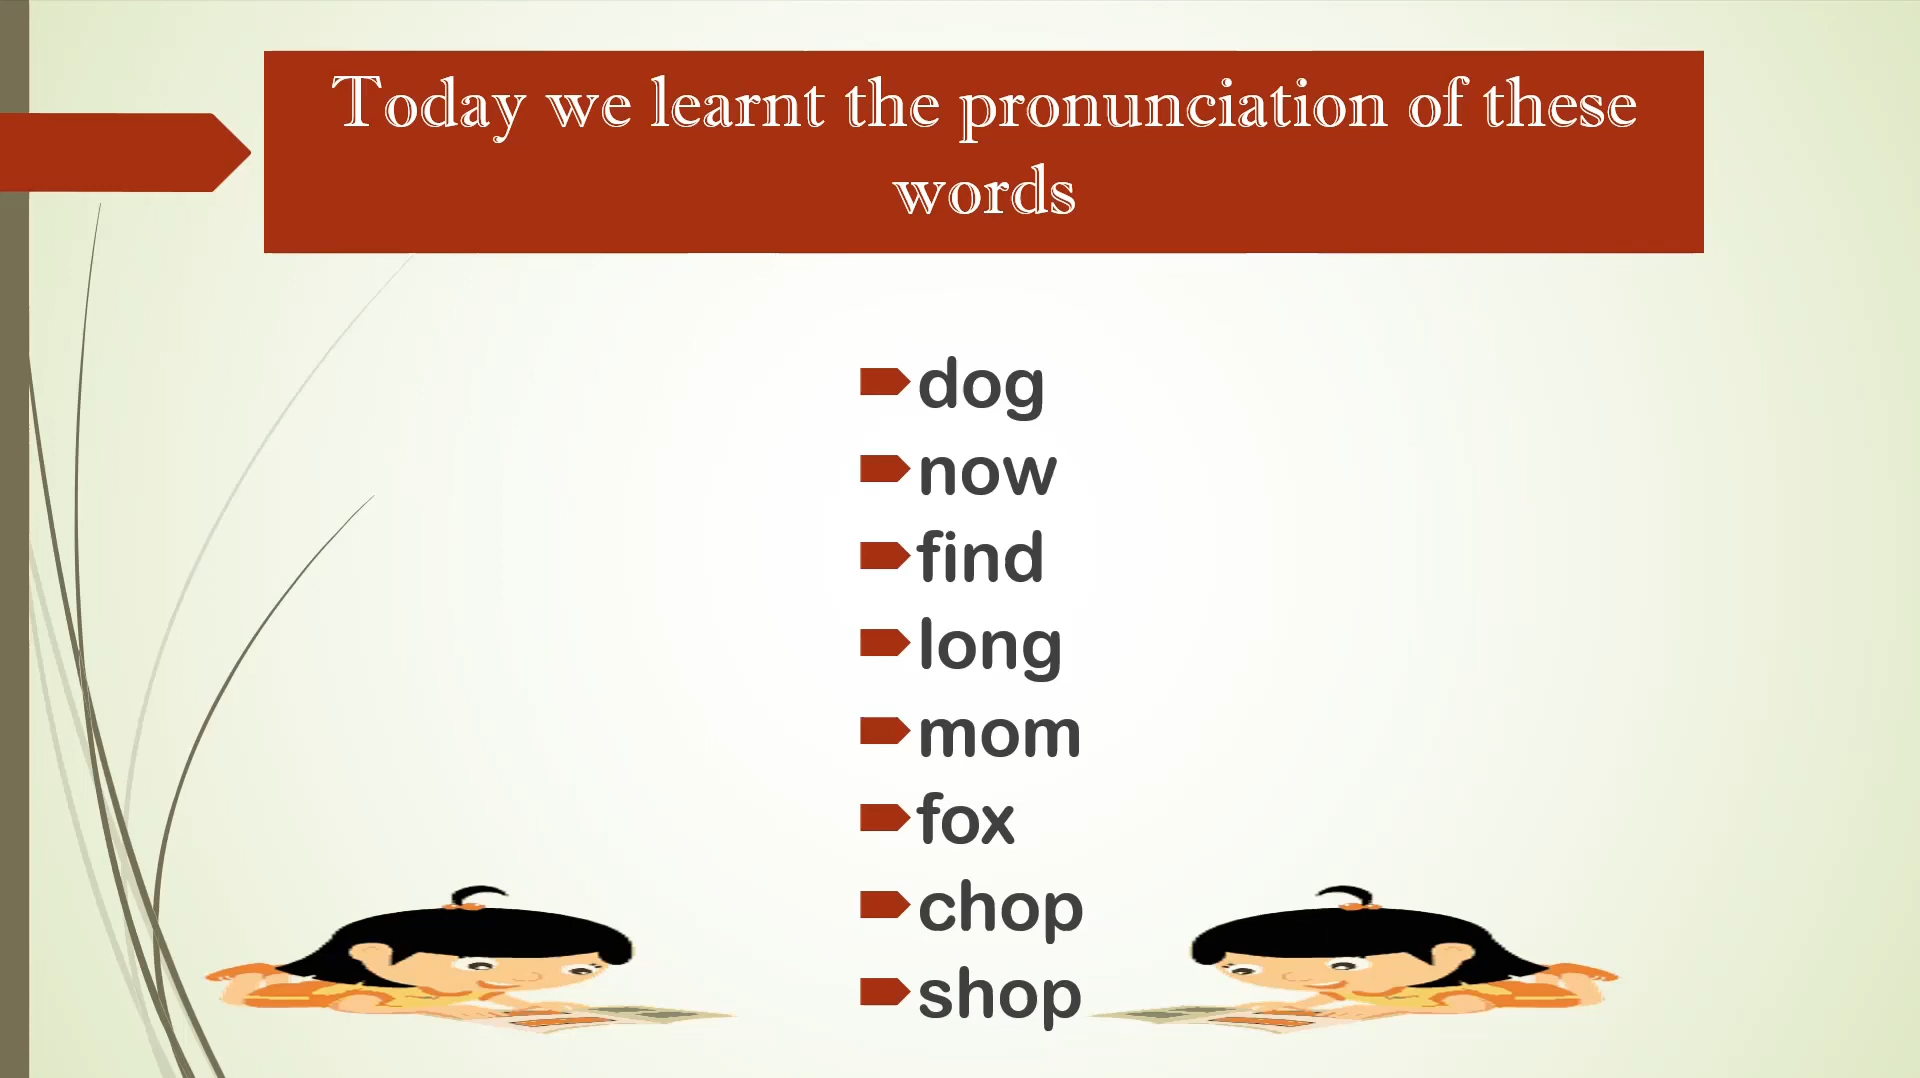 Today we learnt the pronunciation of these
words
dog
now
find
long
mom
fox
chop
shop